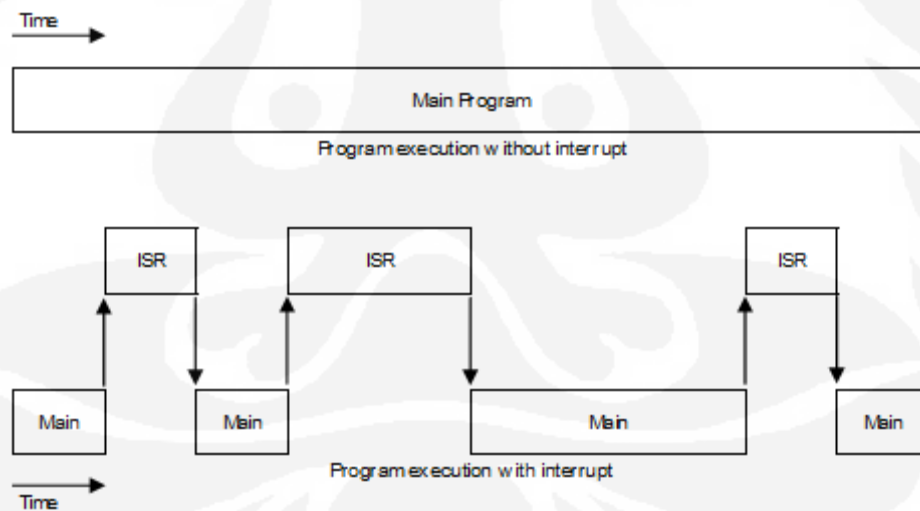 Time
Main Program
Program execution without interrupt
ISR ISR ISR
Main Main Main Main
Program execution with interrupt
Time